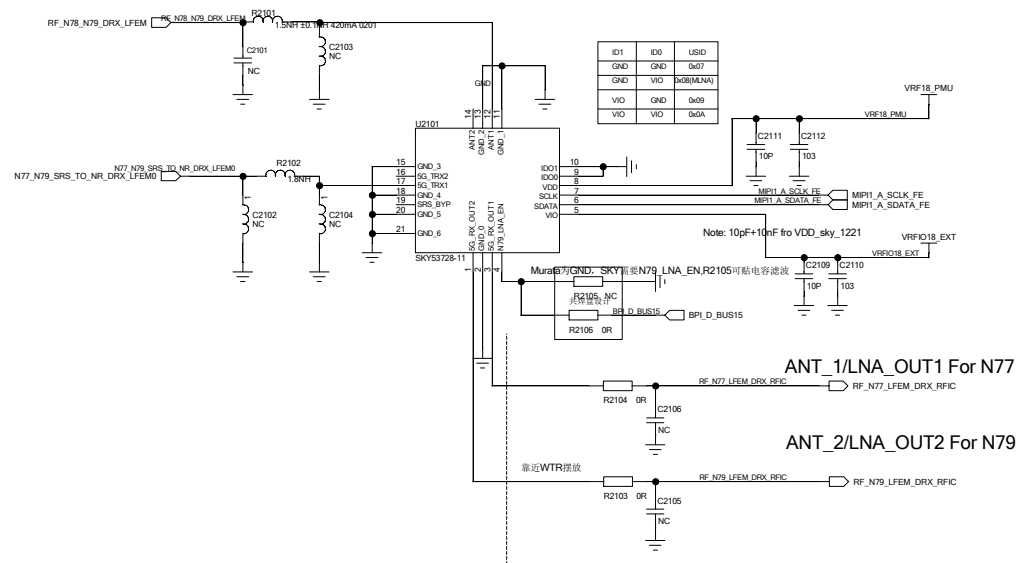 R2101
RF_N78_N79_DRX_LFEM
RF_N78_N79_DRX_LFEM
1.5NH ±0.1NH 420mA 0201
C2101
NC
C2103
NC
GND
ID1 ID0 USID
GND GND 0x07
GND VIO 0x08(MLNA)
VIO GND 0x09
VIO VIO 0x0A
VRF18_PMU
VRF18_PMU
C2111
10P
C2112
103
14 13 12 11
U2101
ANT2
GND_2
ANT1
GND_1
15 GND_3
16 5G_TRX2
17 5G_TRX1
18 GND_4
19 SRS_BYP
20 GND_5
21 GND_6
IDO1 10
IDO0 9
VDD 8
SCLK 7
SDATA 6
VIO 5
5G_RX_OUT2
GND_0
5G_RX_OUT1
N79_LNA_EN
SKY53728-11
1 2 3 4
R2102
N77_N79_SRS_TO_NR_DRX_LFEM0
N77_N79_SRS_TO_NR_DRX_LFEM0
1.8NH
1
C2102
NC
1
C2104
NC
MIPI1_A_SCLK_FE
MIPI1_A_SCLK_FE
MIPI1_A_SDATA_FE
MIPI1_A_SDATA_FE
Note: 10pF+10nF fro VDD_sky_1221
VRFIO18_EXT
VRFIO18_EXT
C2109
10P
C2110
103
Murata为GND，SKY需要N79_LNA_EN,R2105可贴电容滤波
R2105 NC
共焊盘设计
BPI_D_BUS15
BPI_D_BUS15
R2106 0R
ANT_1/LNA_OUT1 For N77
RF_N77_LFEM_DRX_RFIC
RF_N77_LFEM_DRX_RFIC
R2104 0R
C2106
NC
ANT_2/LNA_OUT2 For N79
靠近WTR摆放
RF_N79_LFEM_DRX_RFIC
RF_N79_LFEM_DRX_RFIC
R2103 0R
C2105
NC